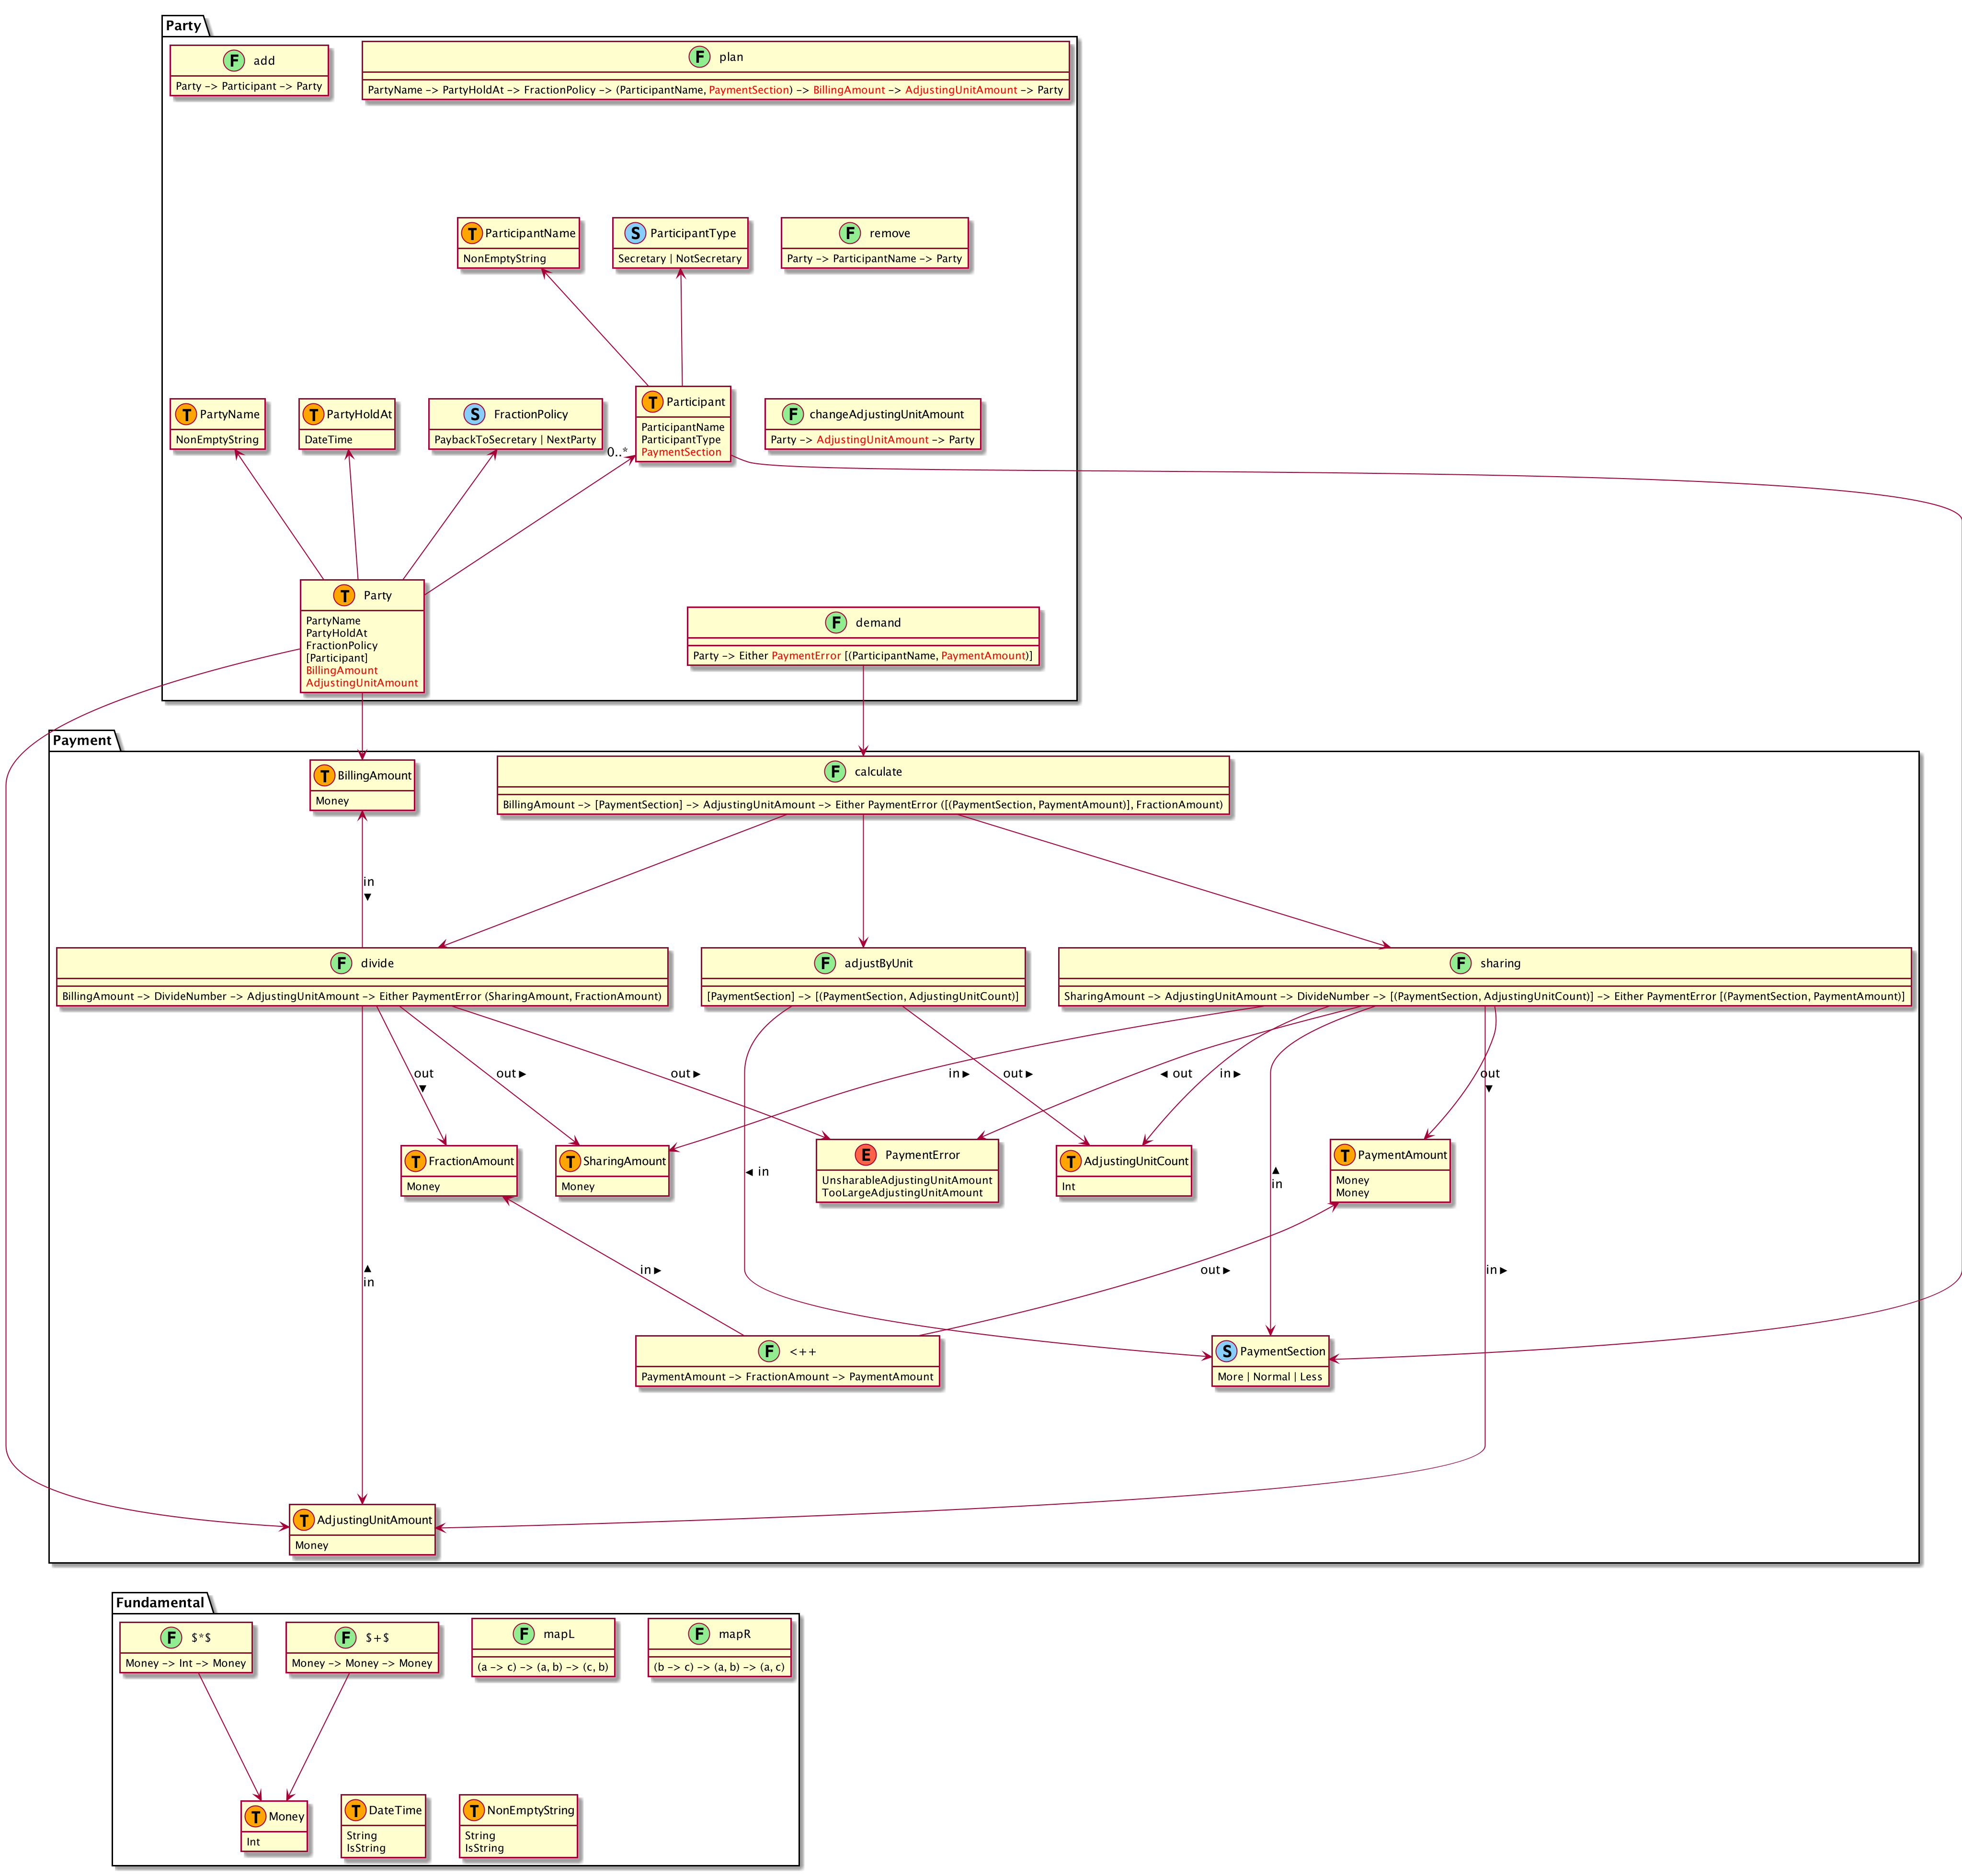 Party
F add
Party -> Participant -> Party
F plan
PartyName -> PartyHoldAt -> FractionPolicy -> (ParticipantName, PaymentSection) -> BillingAmount -> AdjustingUnitAmount -> Party
T ParticipantName
NonEmptyString
S ParticipantType
Secretary | NotSecretary
F remove
Party -> ParticipantName -> Party
T PartyName
NonEmptyString
T PartyHoldAt
DateTime
S FractionPolicy
PaybackToSecretary | NextParty
T Participant
ParticipantName
ParticipantType
PaymentSection
0..*
F changeAdjustingUnitAmount
Party -> AdjustingUnitAmount -> Party
T Party
PartyName
PartyHoldAt
FractionPolicy
[Participant]
BillingAmount
AdjustingUnitAmount
F demand
Party -> Either PaymentError [(ParticipantName, PaymentAmount)]
Payment
T BillingAmount
Money
F calculate
BillingAmount -> [PaymentSection] -> AdjustingUnitAmount -> Either PaymentError ([(PaymentSection, PaymentAmount)], FractionAmount)
in
▼
F divide
BillingAmount -> DivideNumber -> AdjustingUnitAmount -> Either PaymentError (SharingAmount, FractionAmount)
F adjustByUnit
[PaymentSection] -> [(PaymentSection, AdjustingUnitCount)]
F sharing
SharingAmount -> AdjustingUnitAmount -> DivideNumber -> [(PaymentSection, AdjustingUnitCount)] -> Either PaymentError [(PaymentSection, PaymentAmount)]
out
▼
out ►
out ►
in ►
out ►
◄ out
in ►
out
▼
T FractionAmount
Money
T SharingAmount
Money
◄ in
E PaymentError
UnsharableAdjustingUnitAmount
TooLargeAdjustingUnitAmount
T AdjustingUnitCount
Int
▲
in
T PaymentAmount
Money
Money
▲
in
in ►
out ►
in ►
F <++
PaymentAmount -> FractionAmount -> PaymentAmount
S PaymentSection
More | Normal | Less
T AdjustingUnitAmount
Money
Fundamental
F $*$
Money -> Int -> Money
F $+$
Money -> Money -> Money
F mapL
(a -> c) -> (a, b) -> (c, b)
F mapR
(b -> c) -> (a, b) -> (a, c)
T Money
Int
T DateTime
String
IsString
T NonEmptyString
String
IsString